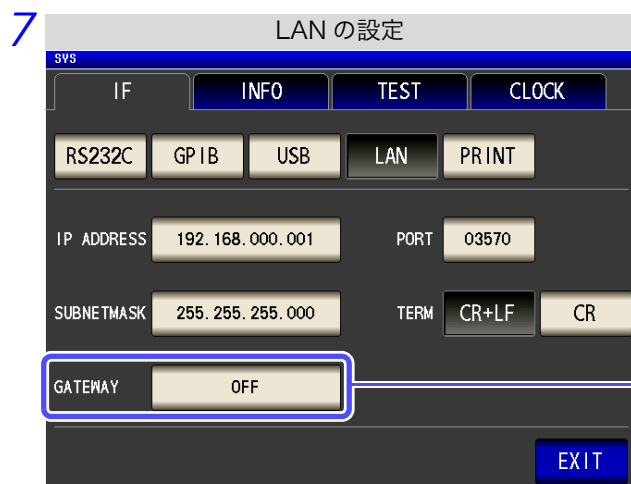 7
LAN の設定
SYS
IF INFO TEST CLOCK
RS232C GPIB USB LAN PRINT
IP ADDRESS 192.168.000.001 PORT 03570
SUBNETMASK 255.255.255.000 TERM CR+LF CR
GATEWAY OFF
EXIT